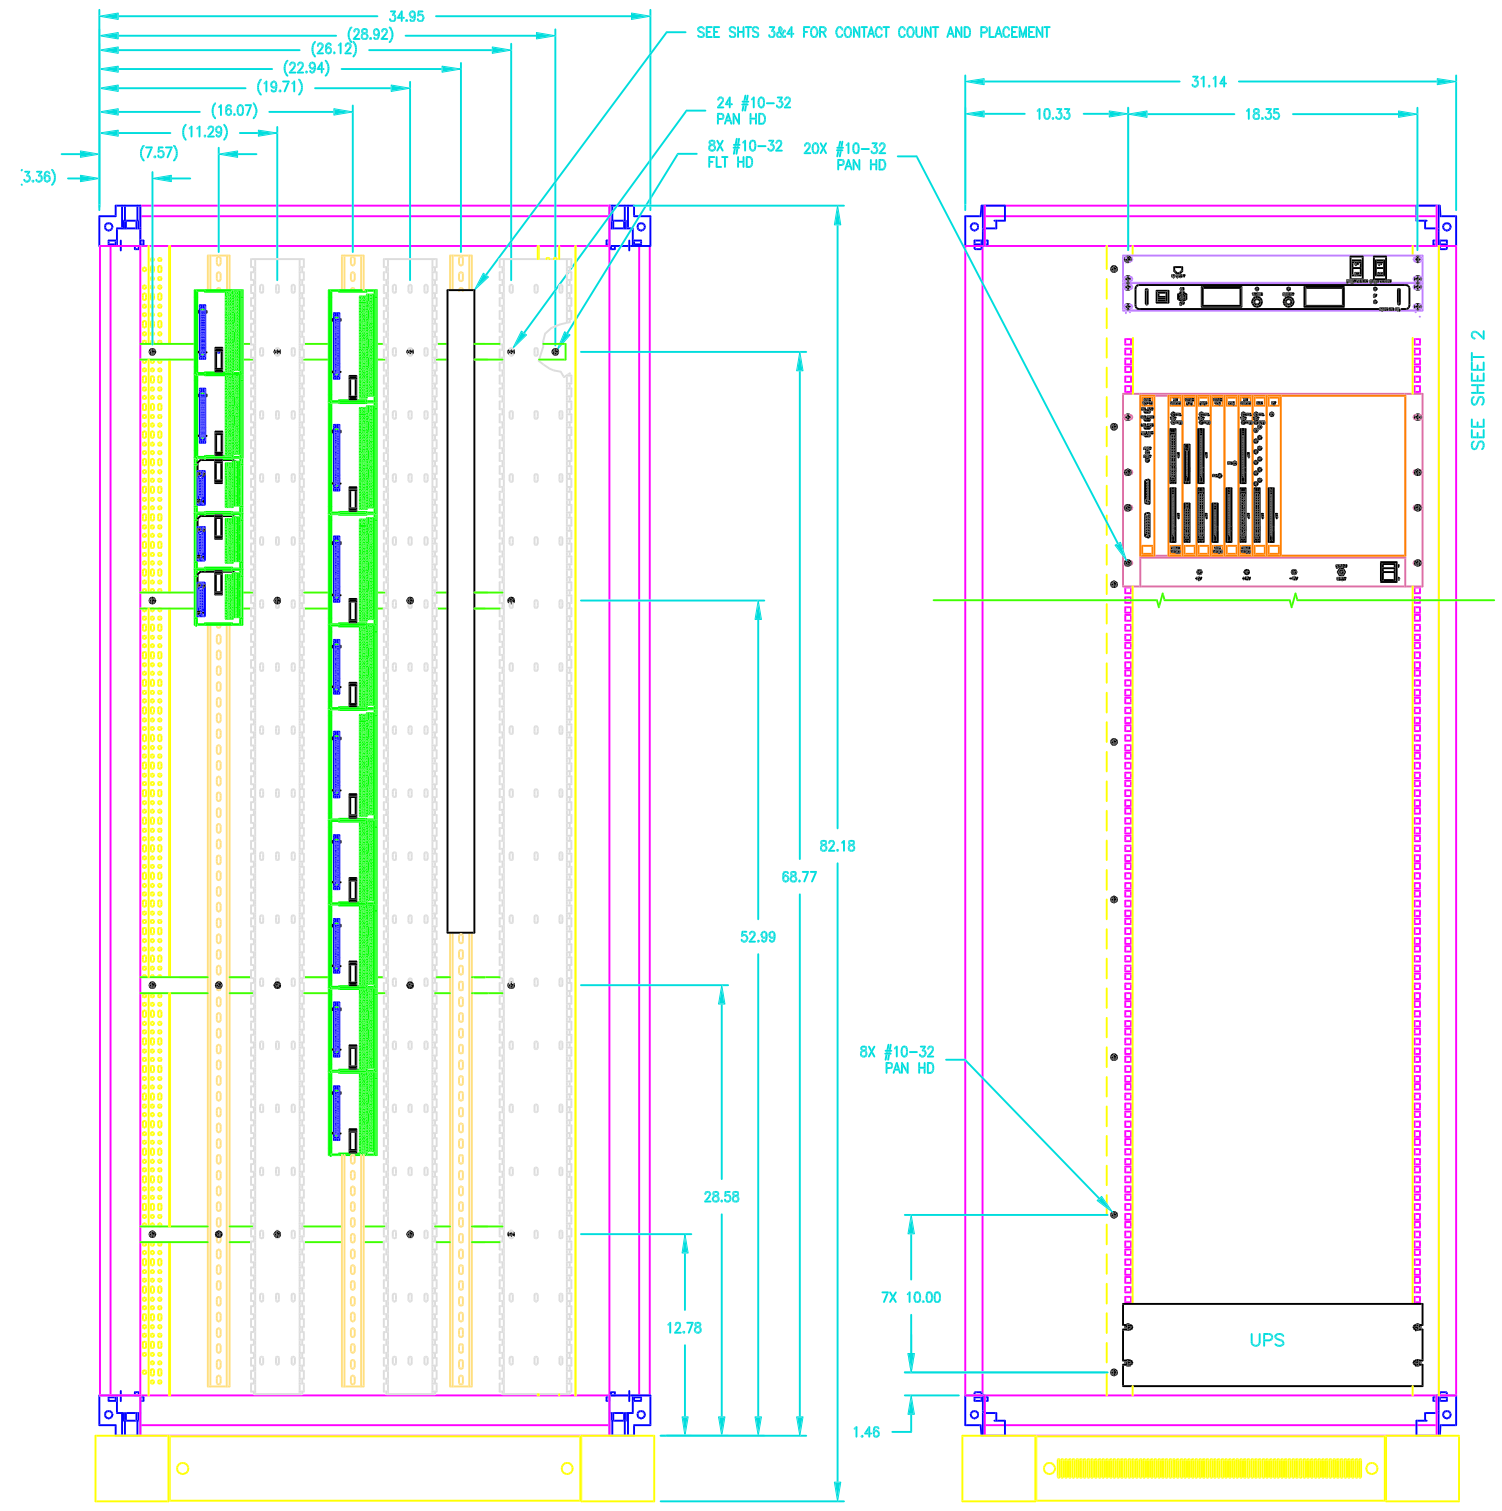 34.95
(28.92)
(26.12)
(22.94)
(19.71)
(16.07)
(11.29)
(7.57)
3.36)
SEE SHTS 3&4 FOR CONTACT COUNT AND PLACEMENT
24 #10-32
PAN HD
8X #10-32
FLT HD
20X #10-32
PAN HD
31.14
10.33
18.35
SEE SHEET 2
82.18
68.77
52.99
28.58
12.78
8X #10-32
PAN HD
7X 10.00
1.46
UPS